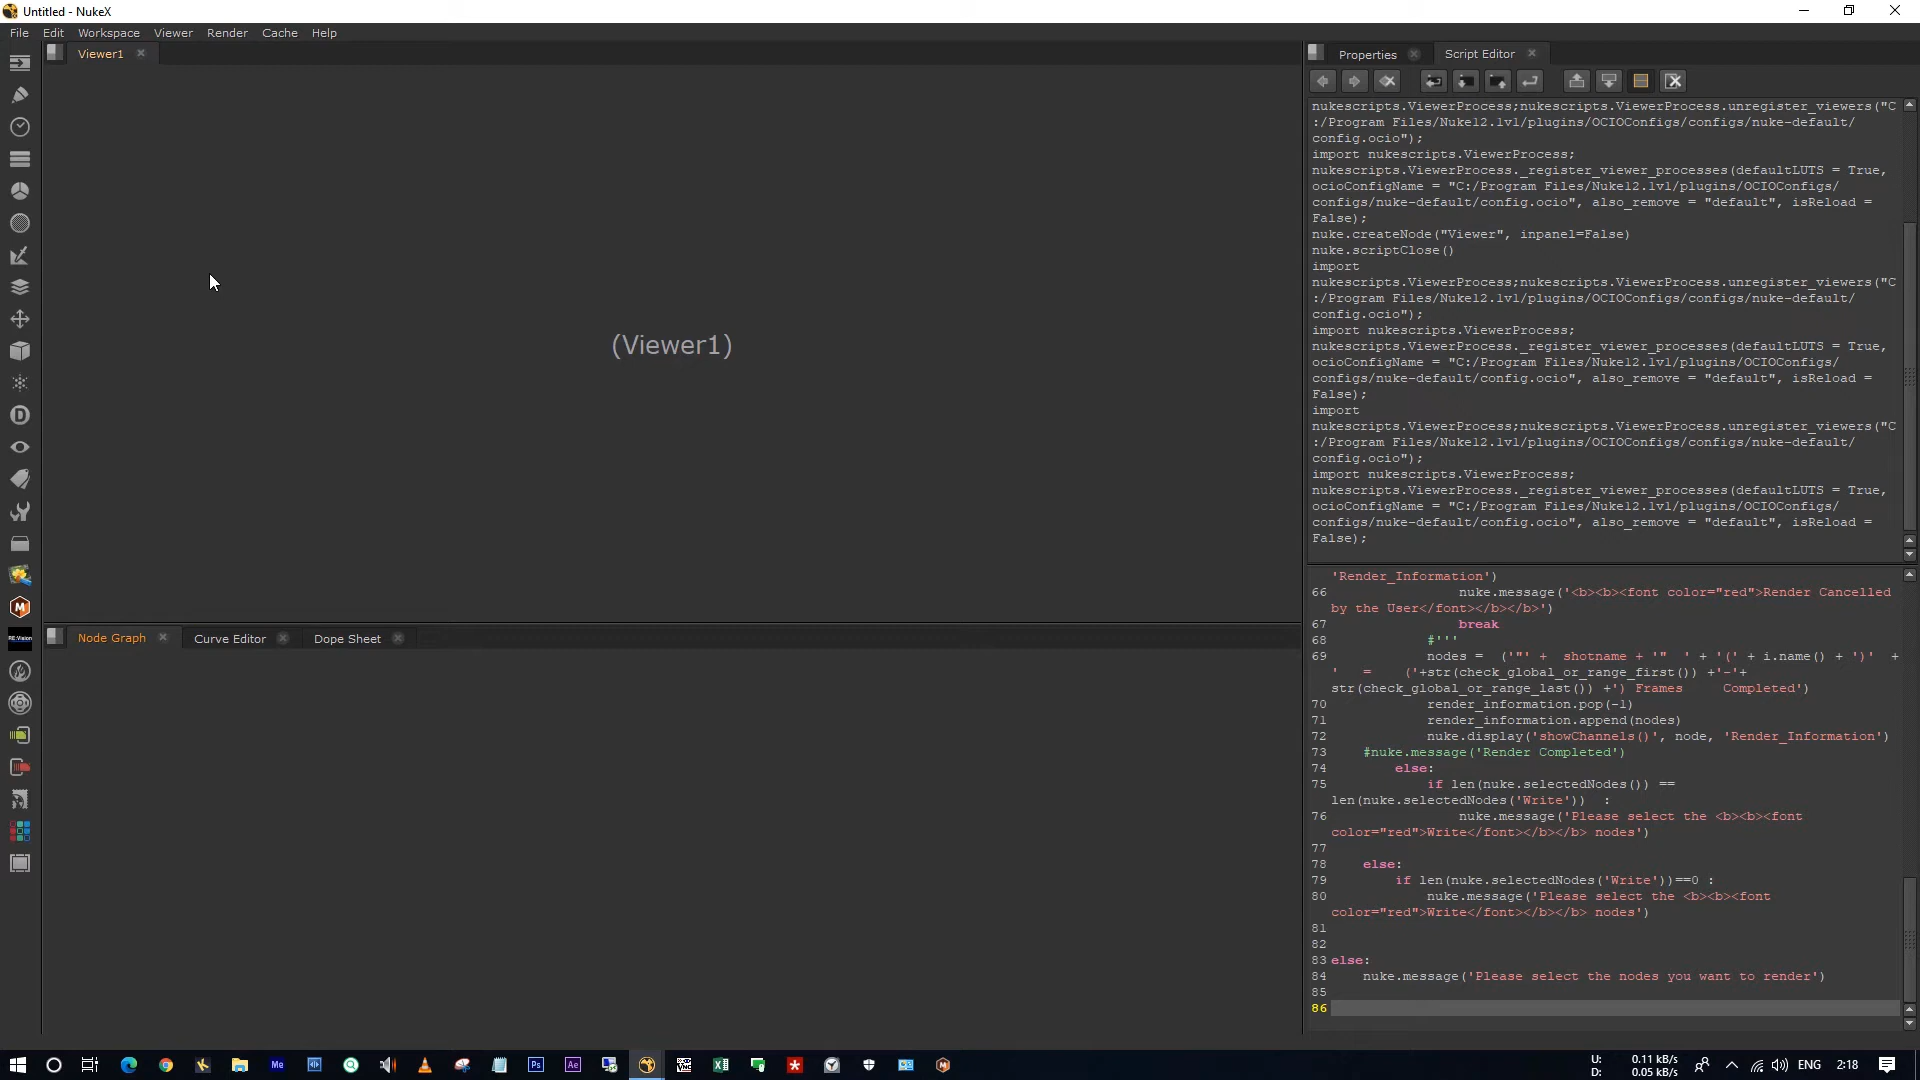 Untitled - NukeX
File Edit Workspace Viewer Render Cache Help
Viewer1
(Viewer1)
Node Graph Curve Editor Dope Sheet
Properties Script Editor
nukescripts.ViewerProcess;nukescripts.ViewerProcess.unregister_viewers("C
:/Program Files/Nuke12.1v1/plugins/OCIOConfigs/configs/nuke-default/
config.ocio");
import nukescripts.ViewerProcess;
nukescripts.ViewerProcess._register_viewer_processes(defaultLUTS = True,
ocioConfigName = "C:/Program Files/Nuke12.1v1/plugins/OCIOConfigs/
configs/nuke-default/config.ocio", also_remove = "default", isReload =
False);
nuke.createNode("Viewer", inpanel=False)
nuke.scriptClose()
import
nukescripts.ViewerProcess;nukescripts.ViewerProcess.unregister_viewers("C
:/Program Files/Nuke12.1v1/plugins/OCIOConfigs/configs/nuke-default/
config.ocio");
import nukescripts.ViewerProcess;
nukescripts.ViewerProcess._register_viewer_processes(defaultLUTS = True,
ocioConfigName = "C:/Program Files/Nuke12.1v1/plugins/OCIOConfigs/
configs/nuke-default/config.ocio", also_remove = "default", isReload =
False);
import
nukescripts.ViewerProcess;nukescripts.ViewerProcess.unregister_viewers("C
:/Program Files/Nuke12.1v1/plugins/OCIOConfigs/configs/nuke-default/
config.ocio");
import nukescripts.ViewerProcess;
nukescripts.ViewerProcess._register_viewer_processes(defaultLUTS = True,
ocioConfigName = "C:/Program Files/Nuke12.1v1/plugins/OCIOConfigs/
configs/nuke-default/config.ocio", also_remove = "default", isReload =
False);
'Render_Information')
66 nuke.message('<b><b><font color="red">Render Cancelled
by the User</font></b></b>')
67 break
68 #'''
69 nodes = ('"' + shotname + '" ' + '(' + i.name() + ')' +
' = ('+str(check_global_or_range_first()) +'-'+
str(check_global_or_range_last()) +') Frames Completed')
70 render_information.pop(-1)
71 render_information.append(nodes)
72 nuke.display('showChannels()', node, 'Render_Information')
73 #nuke.message('Render Completed')
74 else:
75 if len(nuke.selectedNodes()) ==
len(nuke.selectedNodes('Write')) :
76 nuke.message('Please select the <b><b><font
color="red">Write</font></b></b> nodes')
77
78 else:
79 if len(nuke.selectedNodes('Write'))==0 :
80 nuke.message('Please select the <b><b><font
color="red">Write</font></b></b> nodes')
81
82
83 else:
84 nuke.message('Please select the nodes you want to render')
85
86
U: 0.11 kB/s
D: 0.05 kB/s
ENG 2:18